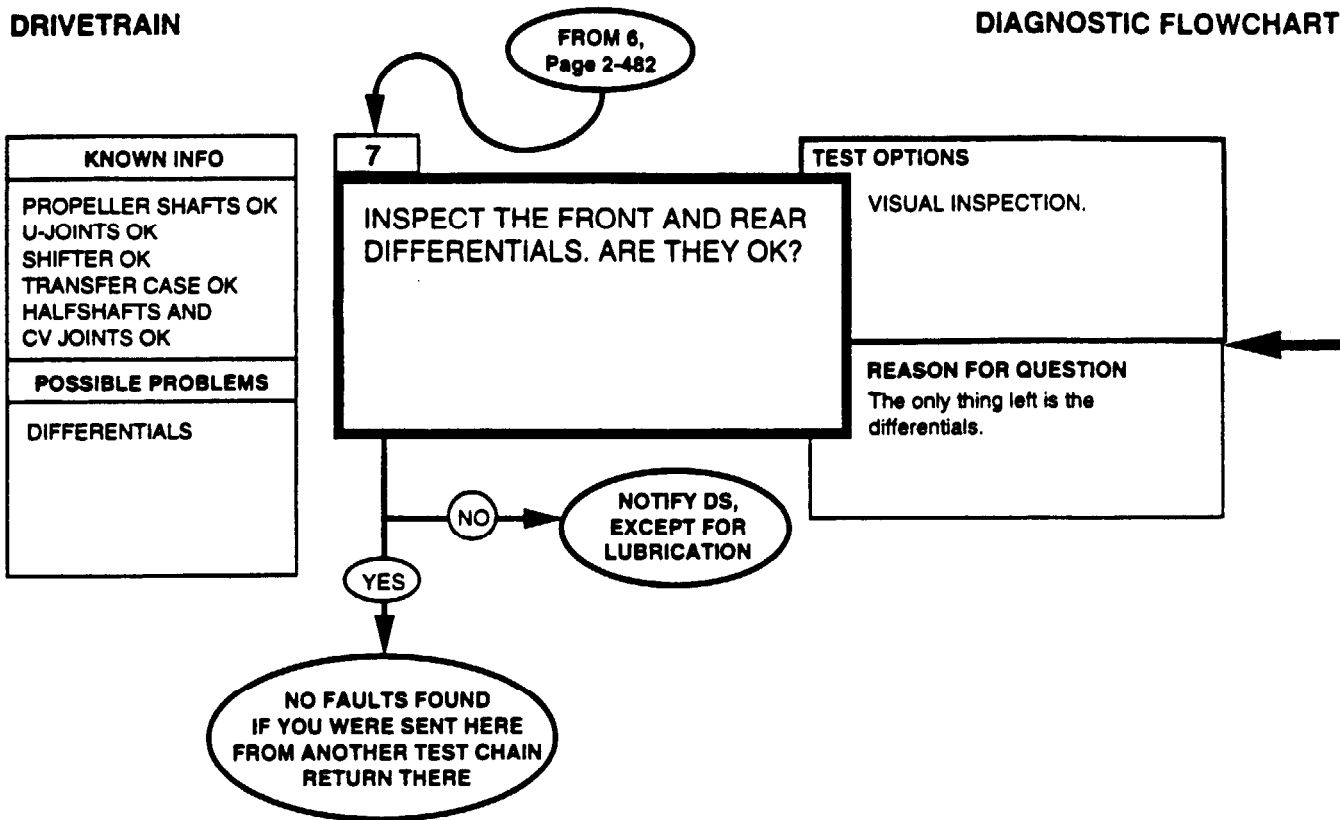 DRIVETRAIN
DIAGNOSTIC FLOWCHART
FROM 6,
Page 2-482
KNOWN INFO
PROPELLER SHAFTS OK
U-JOINTS OK
SHIFTER OK
TRANSFER CASE OK
HALFSHAFTS AND
CV JOINTS OK
POSSIBLE PROBLEMS
DIFFERENTIALS
7
INSPECT THE FRONT AND REAR
DIFFERENTIALS. ARE THEY OK?
TEST OPTIONS
VISUAL INSPECTION.
REASON FOR QUESTION
The only thing left is the
differentials.
NO
NOTIFY DS,
EXCEPT FOR
LUBRICATION
YES
NO FAULTS FOUND
IF YOU WERE SENT HERE
FROM ANOTHER TEST CHAIN
RETURN THERE